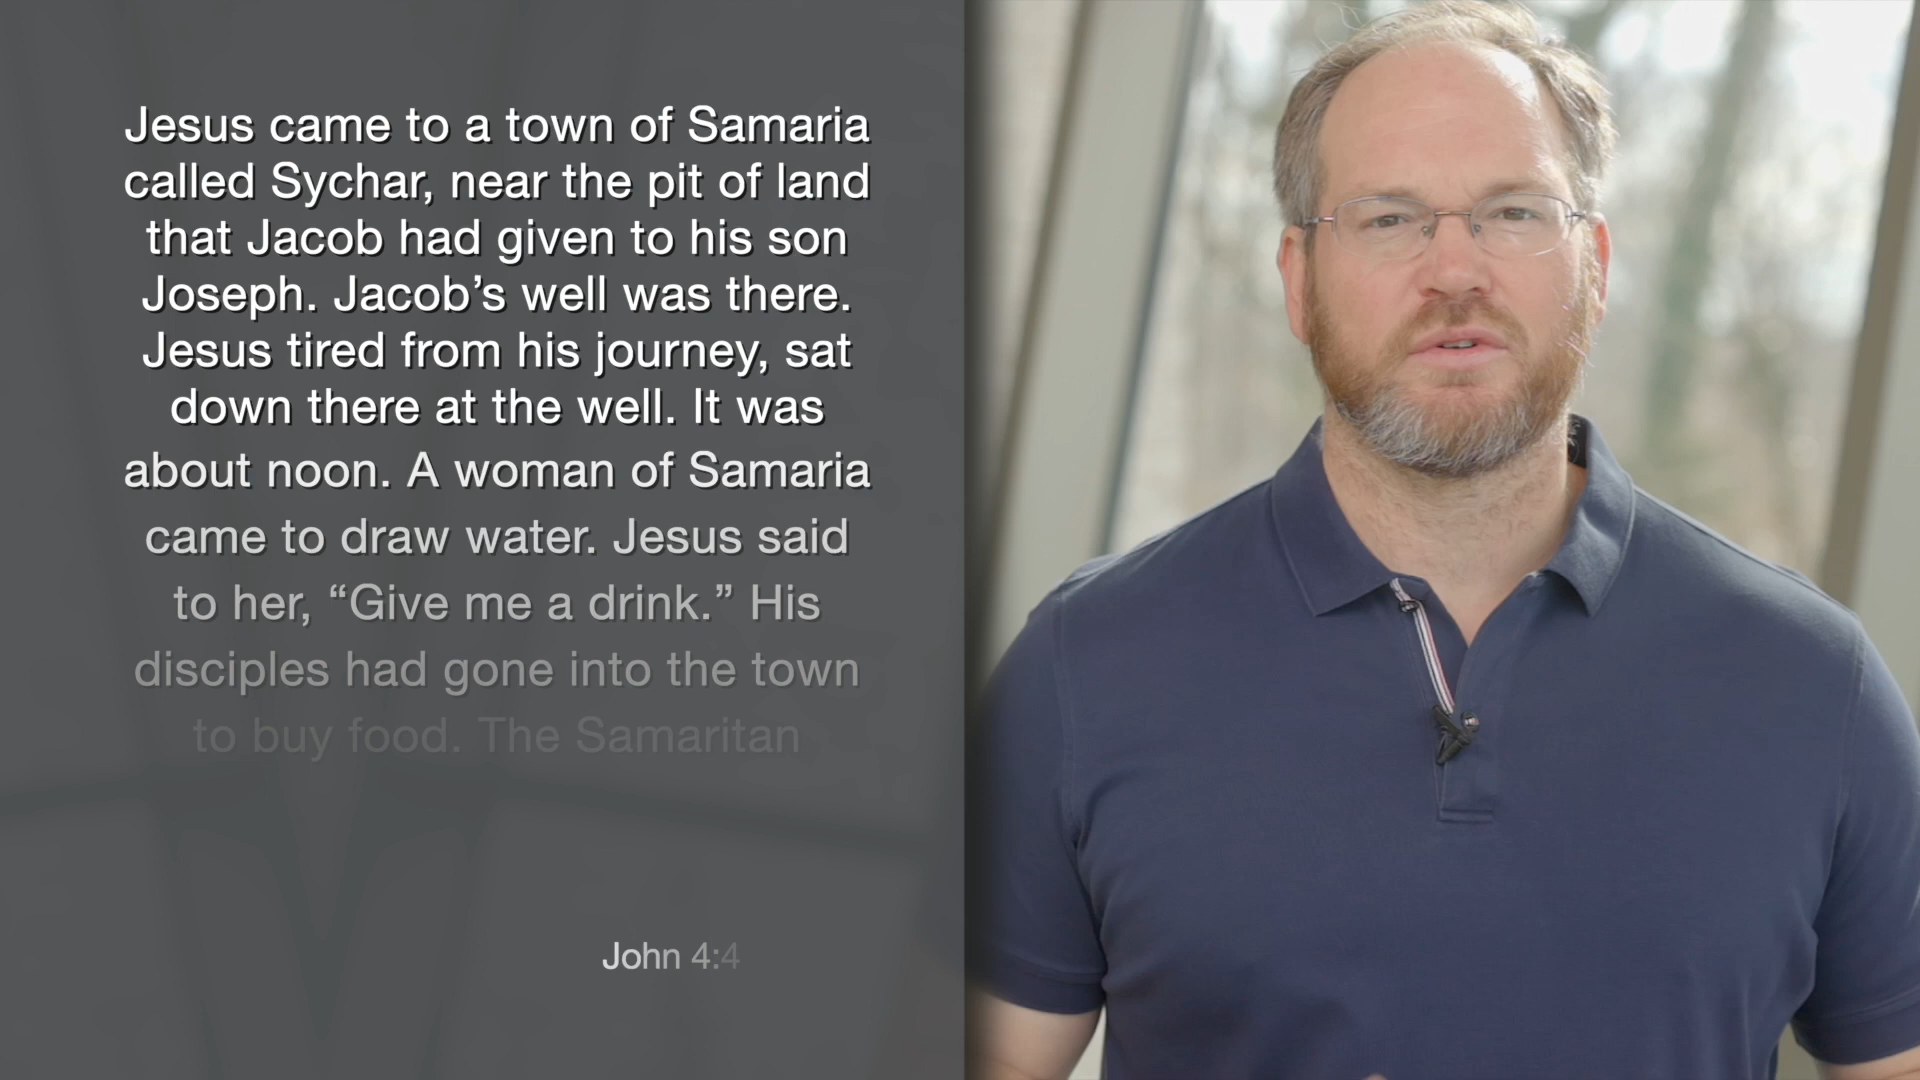 Jesus came to a town of Samaria
called Sychar, near the pit of land
that Jacob had given to his son
Joseph. Jacob’s well was there.
Jesus tired from his journey, sat
down there at the well. It was
about noon. A woman of Samaria
came to draw water. Jesus said
to her, “Give me a drink.” His
disciples had gone into the town
to buy food. The Samaritan
John 4:4